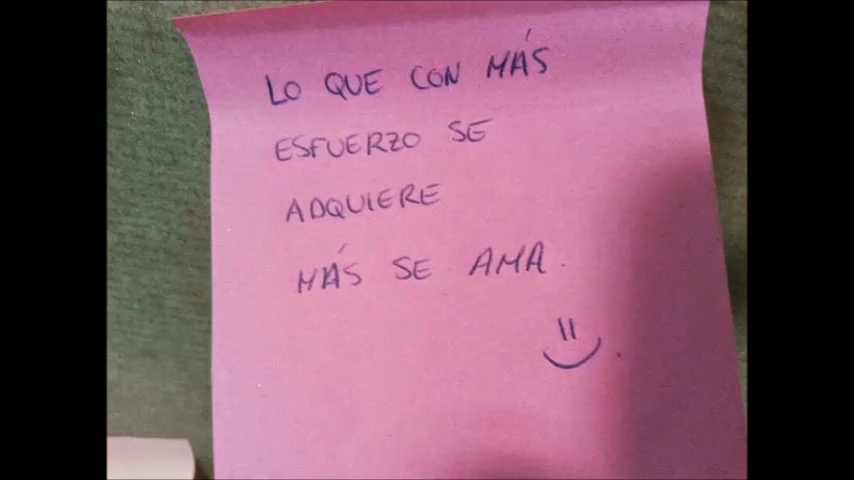 LO QUE CON MÁS
ESFUERZO SE
ADQUIERE
MÁS SE AMA.